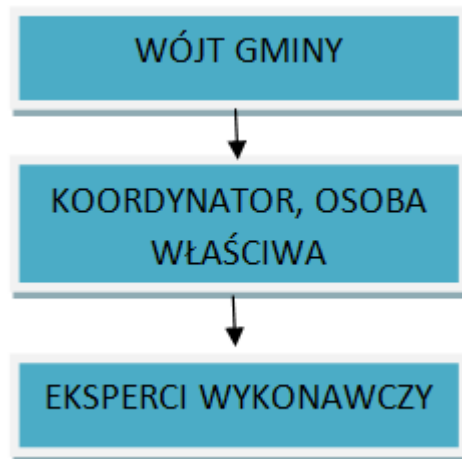 WÓJT GMINY
KOORDYNATOR, OSOBA
WŁAŚCIWA
EKSPERCI WYKONAWCZY